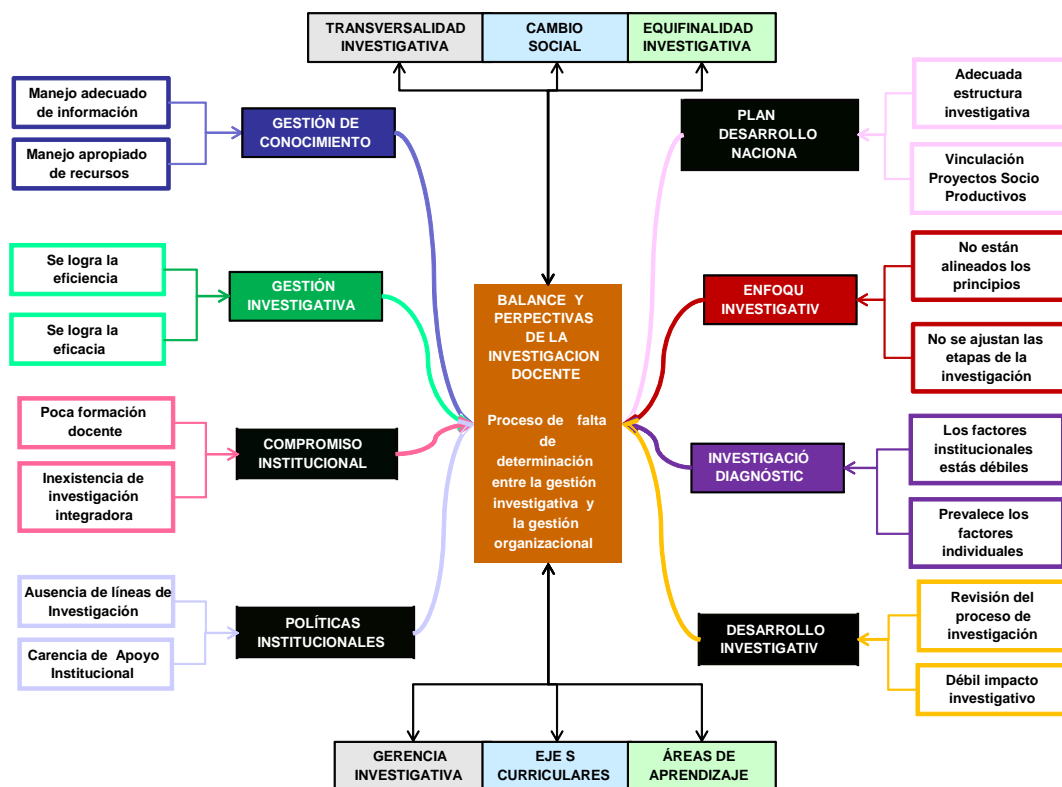 TRANSVERSALIDAD
INVESTIGATIVA
CAMBIO
SOCIAL
EQUIFINALIDAD
INVESTIGATIVA
Manejo adecuado
de información
Manejo apropiado
de recursos
GESTIÓN DE
CONOCIMIENTO
Se logra la
eficiencia
Se logra la
eficacia
GESTIÓN
INVESTIGATIVA
Poca formación
docente
Inexistencia de
investigación
integradora
COMPROMISO
INSTITUCIONAL
Ausencia de líneas de
Investigación
Carencia de Apoyo
Institucional
POLÍTICAS
INSTITUCIONALES
BALANCE Y
PERPECTIVAS
DE LA
INVESTIGACION
DOCENTE
Proceso de falta
de
determinación
entre la gestión
investigativa y
la gestión
organizacional
PLAN
DESARROLLO
NACIONA
Adecuada
estructura
investigativa
Vinculación
Proyectos Socio
Productivos
ENFOQU
INVESTIGATIV
No están
alineados los
principios
No se ajustan las
etapas de la
investigación
INVESTIGACIÓ
DIAGNÓSTIC
Los factores
institucionales
estás débiles
Prevalece los
factores
individuales
DESARROLLO
INVESTIGATIV
Revisión del
proceso de
investigación
Débil impacto
investigativo
GERENCIA
INVESTIGATIVA
EJE S
CURRICULARES
ÁREAS DE
APRENDIZAJE